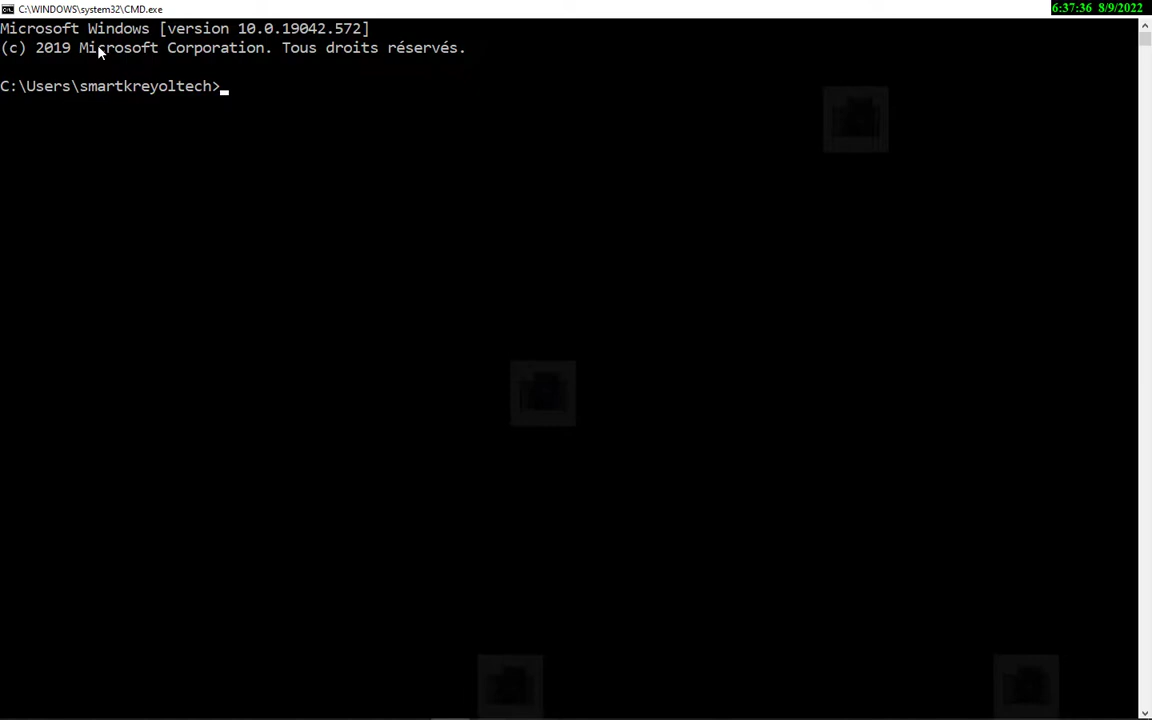 C:\WINDOWS\system32\CMD.exe
6:37:36 8/9/2022
Microsoft Windows [version 10.0.19042.572]
(c) 2019 Microsoft Corporation. Tous droits réservés.
C:\Users\smartkreyoltech>